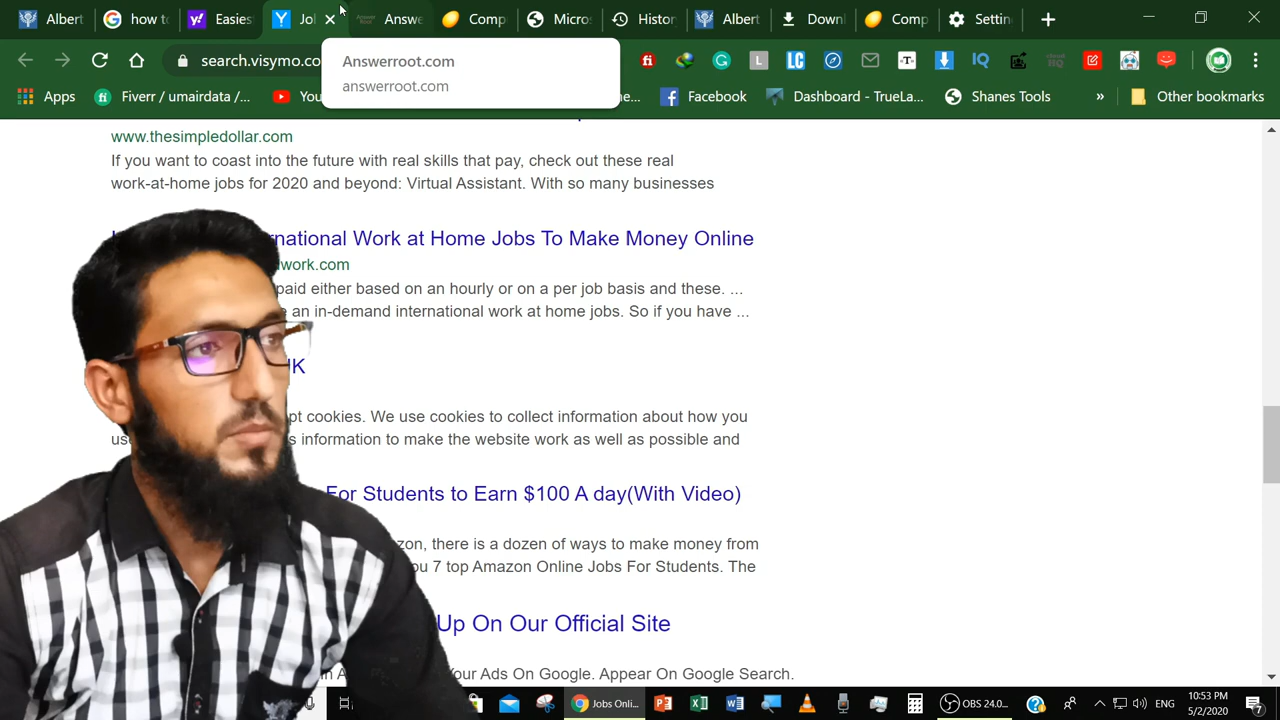 Albert
how to
Easies
Jo
Answe
Comp
Micro
Histor
Albert
Downl
Comp
Settin
search.visymo.co
Answerroot.com
answerroot.com
Apps
Fiverr / umairdata /...
You
e...
Facebook
Dashboard - TrueLa...
Shanes Tools
»
Other bookmarks
www.thesimpledollar.com
If you want to coast into the future with real skills that pay, check out these real
work-at-home jobs for 2020 and beyond: Virtual Assistant. With so many businesses
rnational Work at Home Jobs To Make Money Online
work.com
paid either based on an hourly or on a per job basis and these. ...
e an in-demand international work at home jobs. So if you have ...
UK
pt cookies. We use cookies to collect information about how you
use
s information to make the website work as well as possible and
For Students to Earn $100 A day(With Video)
zon, there is a dozen of ways to make money from
ou 7 top Amazon Online Jobs For Students. The
Up On Our Official Site
Your Ads On Google. Appear On Google Search.
Jobs Onli...
OBS 24.0...
ENG
10:53 PM
5/2/2020